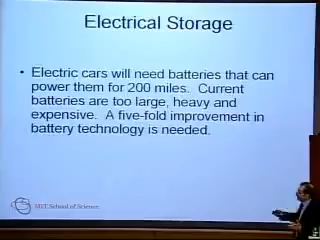 Electrical Storage
• Electric cars will need batteries that can
power them for 200 miles. Current
batteries are too large, heavy and
expensive. A five-fold improvement in
battery technology is needed.
MIT School of Science